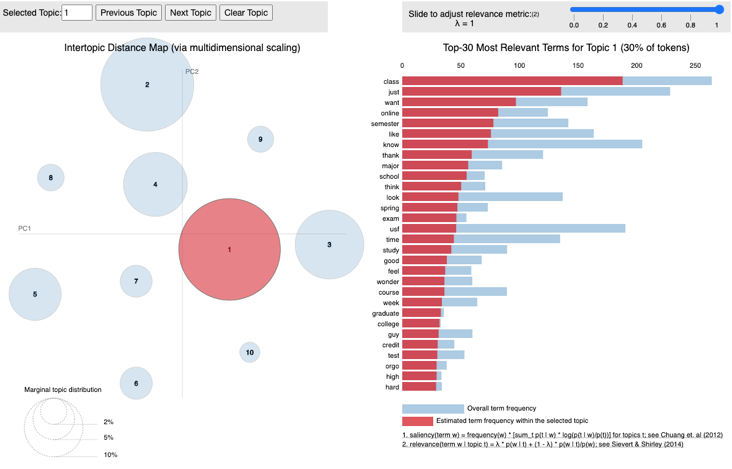 Selected Topic: 1 Previous Topic Next Topic Clear Topic
Slide to adjust relevance metric:(2)
λ = 1
0.0 0.2 0.4 0.6 0.8 1
Intertopic Distance Map (via multidimensional scaling)
PC2
PC1
2
9
8
4
1
3
7
5
10
6
Marginal topic distribution
2%
5%
10%
Top-30 Most Relevant Terms for Topic 1 (30% of tokens)
0 50 100 150 200 250
class
just
want
online
semester
like
know
thank
major
school
think
look
spring
exam
usf
time
study
good
feel
wonder
course
week
graduate
college
guy
credit
test
orgo
high
hard
Overall term frequency
Estimated term frequency within the selected topic
1. saliency(term w) = frequency(w) * [sum_t p(t | w) * log(p(t | w)/p(t))] for topics t; see Chuang et. al (2012)
2. relevance(term w | topic t) = λ * p(w | t) + (1 - λ) * p(w | t)/p(w); see Sievert & Shirley (2014)